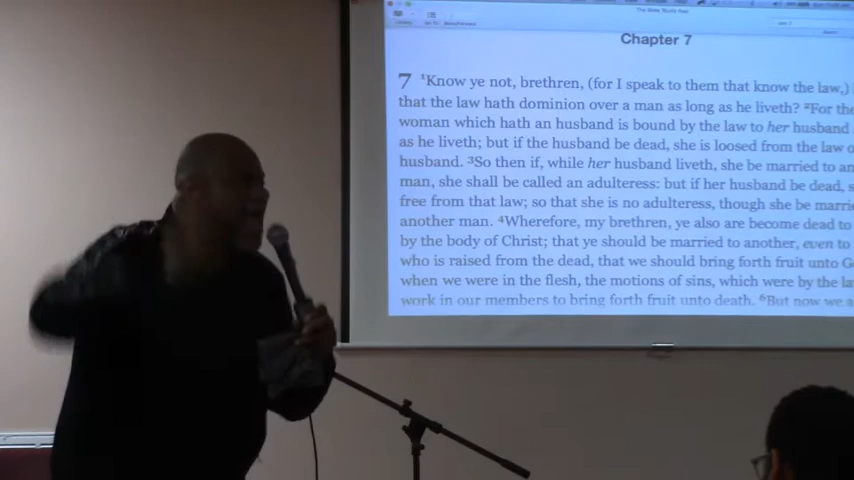 The Bible Study App
Chapter 7
7 ¹Know ye not, brethren, (for I speak to them that know the law,)
that the law hath dominion over a man as long as he liveth? ²For the
woman which hath an husband is bound by the law to her husband
as he liveth; but if the husband be dead, she is loosed from the law
husband. ³So then if, while her husband liveth, she be married to
man, she shall be called an adulteress: but if her husband be dead,
free from that law; so that she is no adulteress, though she be
another man. ⁴Wherefore, my brethren, ye also are become dead to
by the body of Christ; that ye should be married to another, even to
who is raised from the dead, that we should bring forth fruit unto
when we were in the flesh, the motions of sins, which were by the
work in our members to bring forth fruit unto death. ⁶But now we